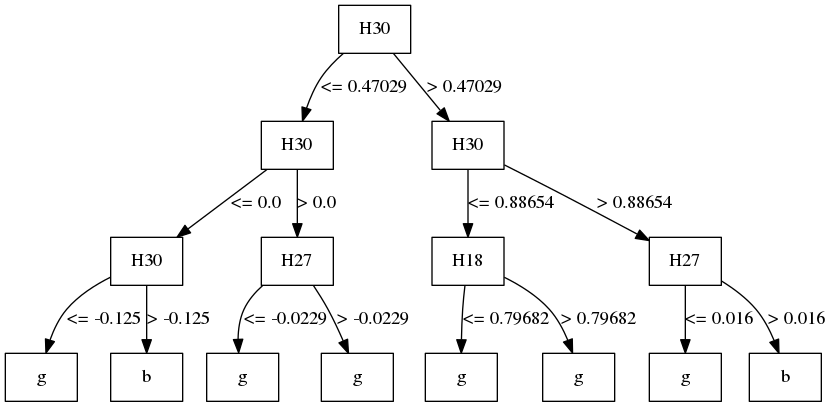 H30
<= 0.47029 > 0.47029
H30 H30
<= 0.0 > 0.0 <= 0.88654 > 0.88654
H30 H27 H18 H27
<= -0.125 > -0.125 <= -0.0229 > -0.0229 <= 0.79682 > 0.79682 <= 0.016 > 0.016
g b g g g g g b